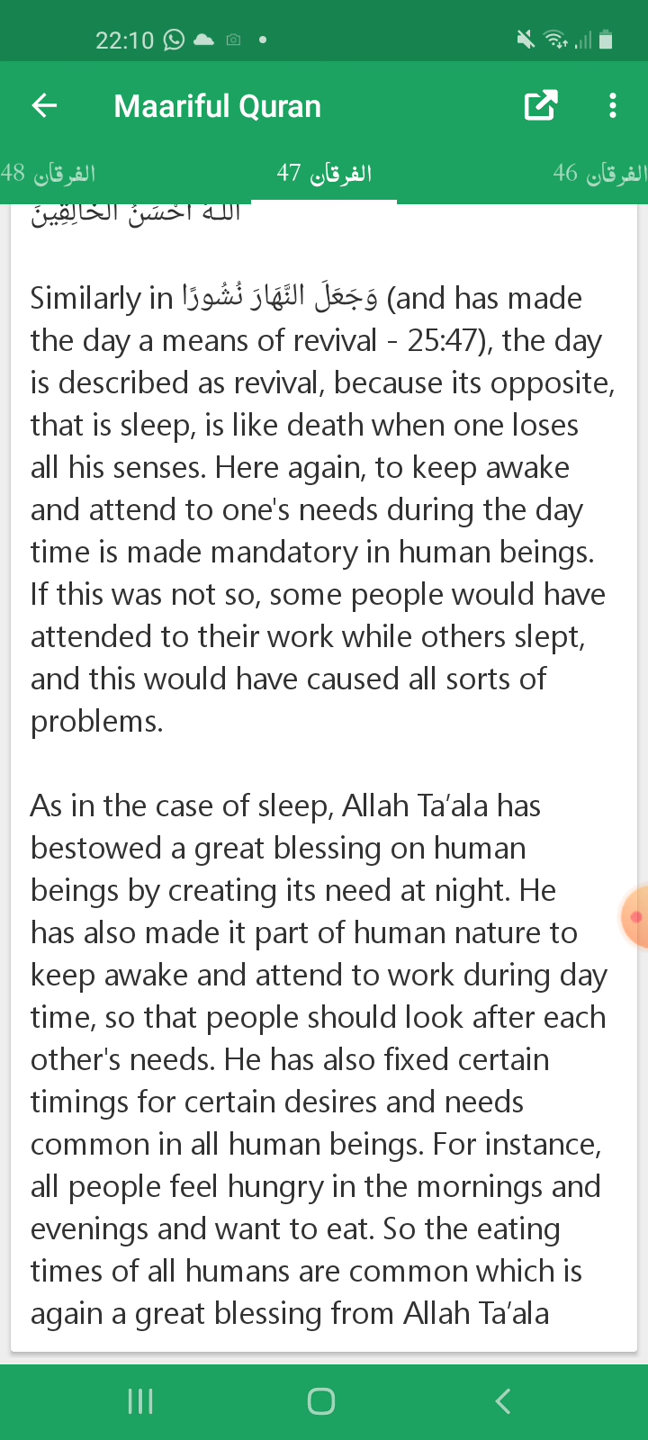 22:10
Maariful Quran
الفرقان 48
الفرقان 47
الفرقان 46
اللَّهُ أَحْسَنُ الْخَالِقِينَ
Similarly in وَجَعَلَ النَّهَارَ نُشُورًا (and has made
the day a means of revival - 25:47), the day
is described as revival, because its opposite,
that is sleep, is like death when one loses
all his senses. Here again, to keep awake
and attend to one's needs during the day
time is made mandatory in human beings.
If this was not so, some people would have
attended to their work while others slept,
and this would have caused all sorts of
problems.
As in the case of sleep, Allah Ta’ala has
bestowed a great blessing on human
beings by creating its need at night. He
has also made it part of human nature to
keep awake and attend to work during day
time, so that people should look after each
other's needs. He has also fixed certain
timings for certain desires and needs
common in all human beings. For instance,
all people feel hungry in the mornings and
evenings and want to eat. So the eating
times of all humans are common which is
again a great blessing from Allah Ta’ala